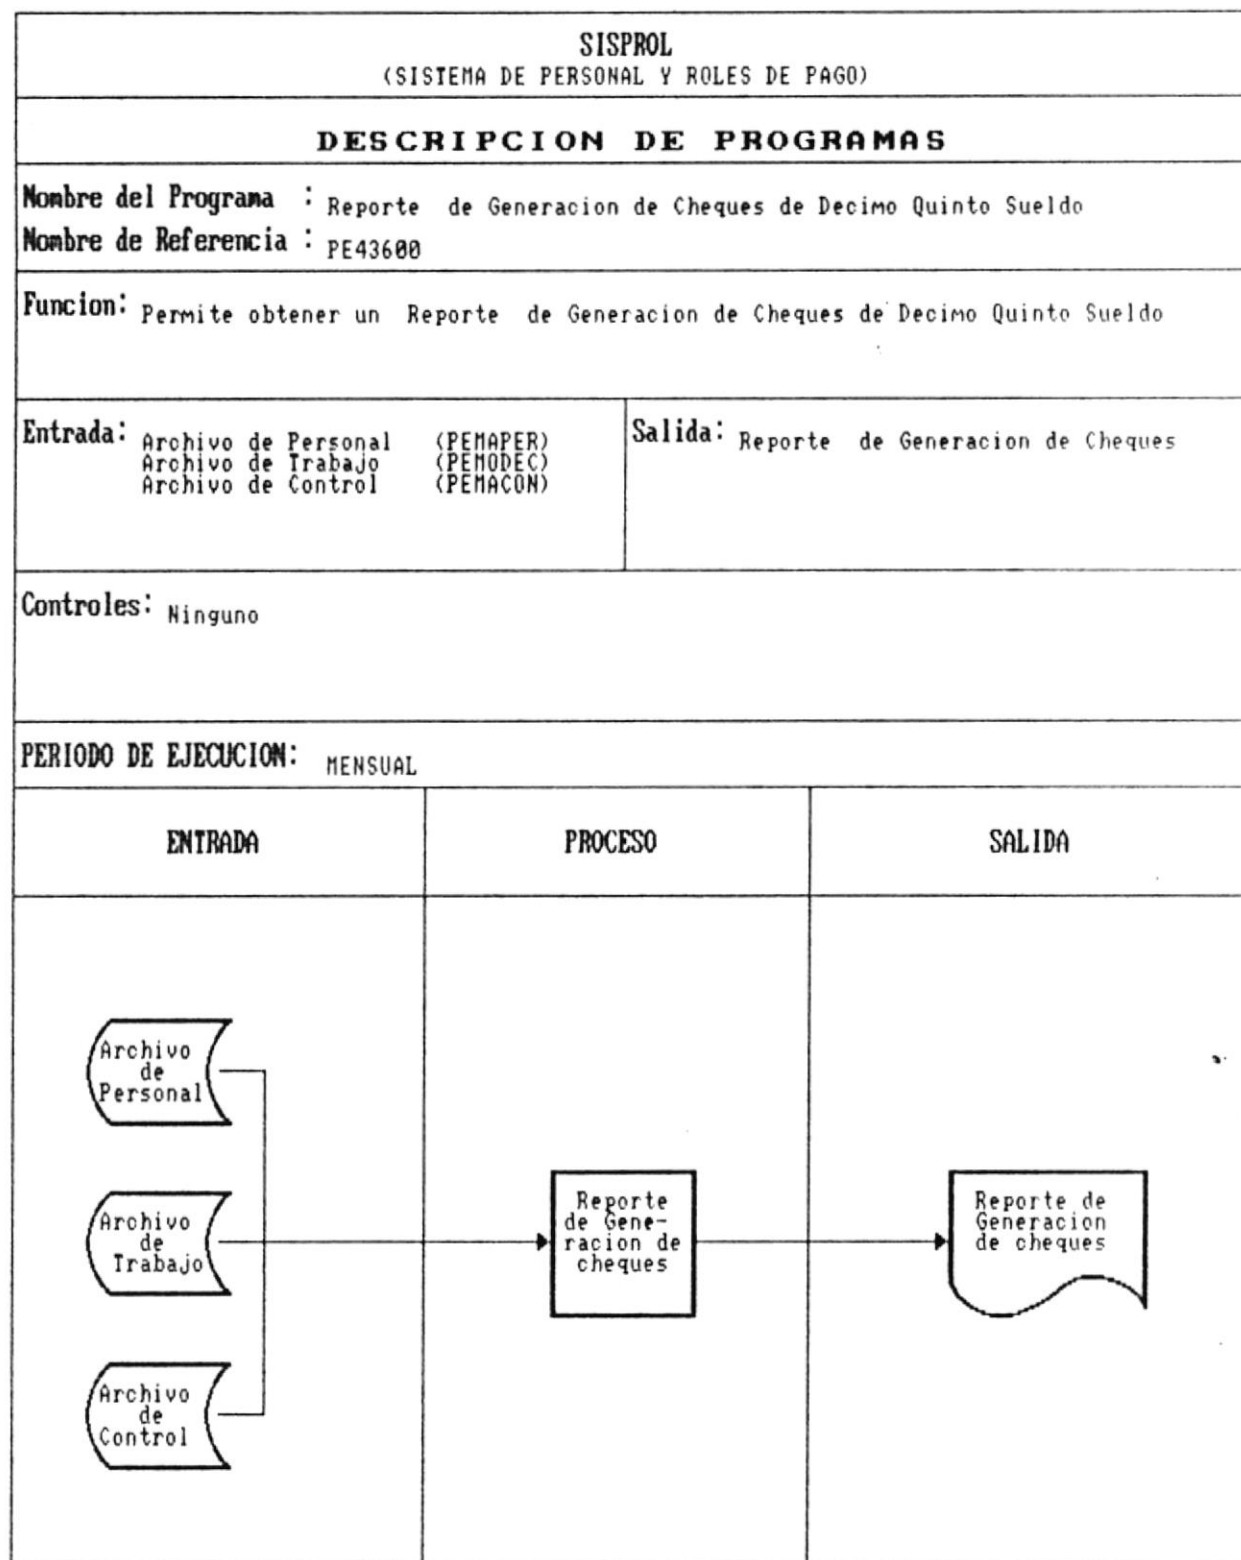 SISPROL
(SISTEMA DE PERSONAL Y ROLES DE PAGO)
DESCRIPCION DE PROGRAMAS
Nombre del Programa : Reporte de Generacion de Cheques de Decimo Quinto Sueldo
Nombre de Referencia : PE43600
Funcion: Permite obtener un Reporte de Generacion de Cheques de Decimo Quinto Sueldo
Entrada: Archivo de Personal (PEMAPER)
Archivo de Trabajo (PEMODEC)
Archivo de Control (PEMACON)
Salida: Reporte de Generacion de Cheques
Controles: Ninguno
PERIODO DE EJECUCION: MENSUAL
ENTRADA
PROCESO
SALIDA
Archivo
de
Personal
Archivo
de
Trabajo
Archivo
de
Control
Reporte
de Gene-
racion de
cheques
Reporte de
Generacion
de cheques